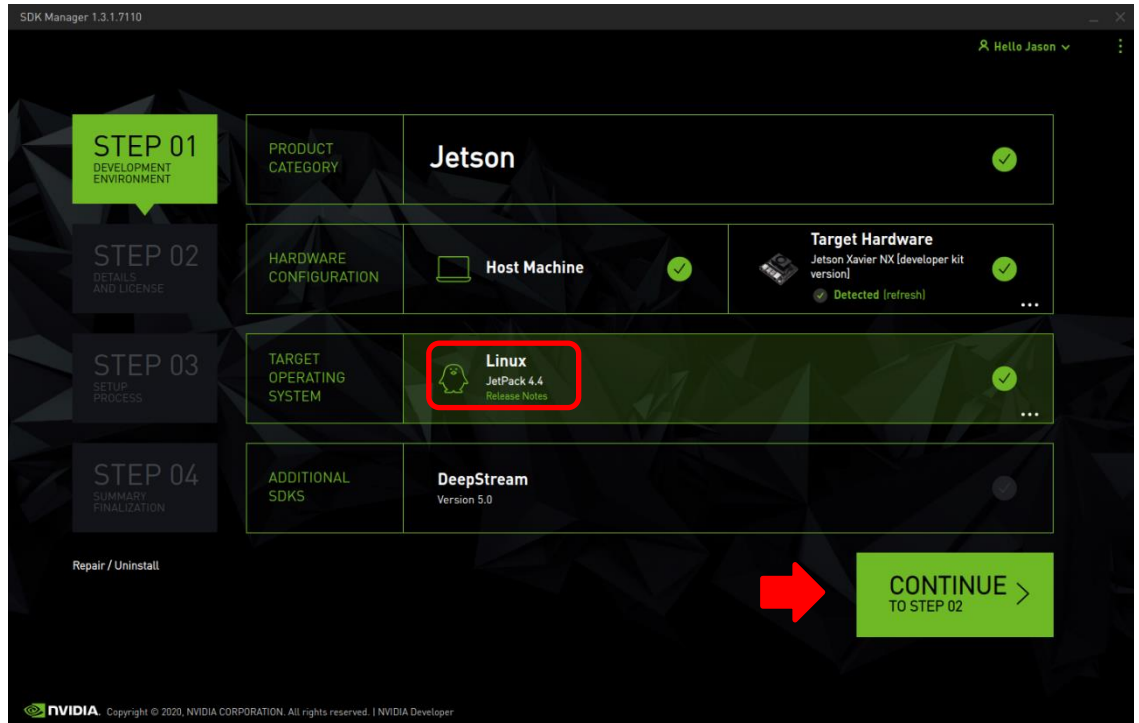 SDK Manager 1.3.1.7110
Hello Jason
STEP 01
DEVELOPMENT
ENVIRONMENT
PRODUCT
CATEGORY
Jetson
STEP 02
DETAILS
AND LICENSE
HARDWARE
CONFIGURATION
Host Machine
Target Hardware
Jetson Xavier NX [developer kit
version]
Detected [refresh]
STEP 03
SETUP
PROCESS
TARGET
OPERATING
SYSTEM
Linux
JetPack 4.4
Release Notes
STEP 04
SUMMARY
FINALIZATION
ADDITIONAL
SDKS
DeepStream
Version 5.0
Repair / Uninstall
CONTINUE
TO STEP 02
NVIDIA. Copyright © 2020, NVIDIA CORPORATION. All rights reserved. | NVIDIA Developer